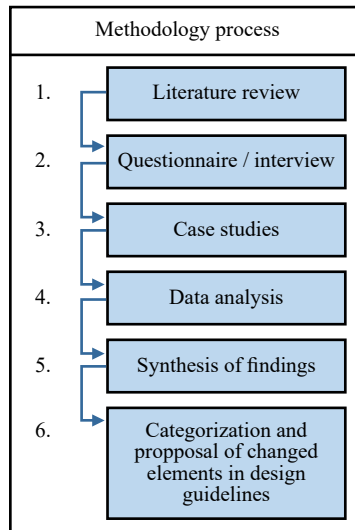 Methodology process
1. Literature review
2. Questionnaire / interview
3. Case studies
4. Data analysis
5. Synthesis of findings
6. Categorization and
propposal of changed
elements in design
guidelines